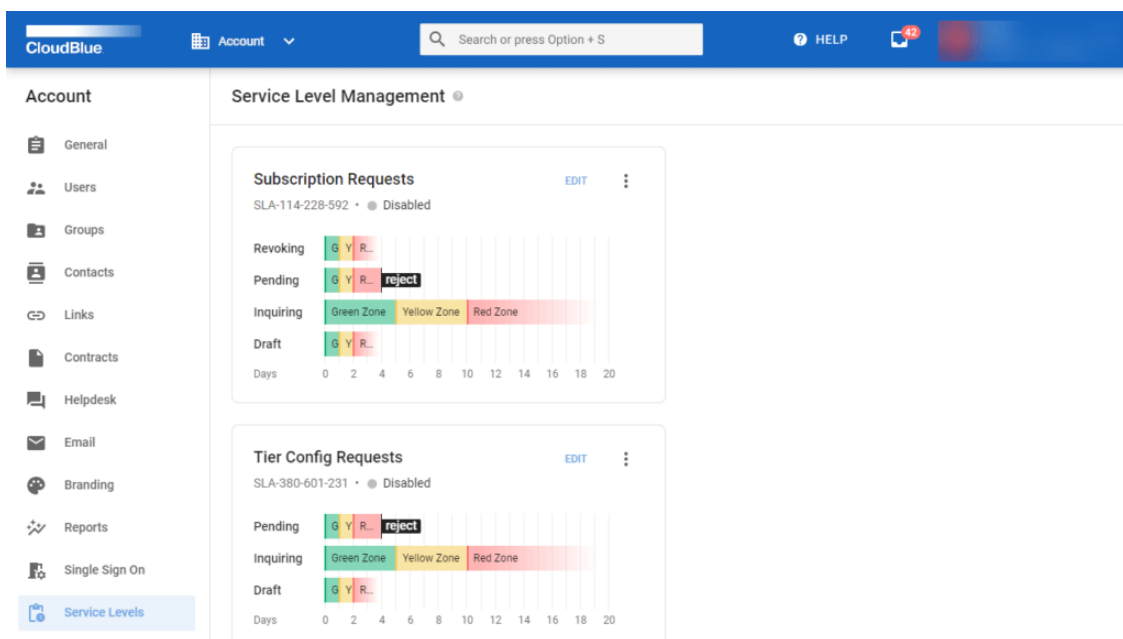 CloudBlue
Account
Search or press Option + S
HELP
42
Account
General
Users
Groups
Contacts
Links
Contracts
Helpdesk
Email
Branding
Reports
Single Sign On
Service Levels
Service Level Management
Subscription Requests
EDIT
SLA-114-228-592 • Disabled
Revoking G Y R...
Pending G Y R... reject
Inquiring Green Zone Yellow Zone Red Zone
Draft G Y R...
Days 0 2 4 6 8 10 12 14 16 18 20
Tier Config Requests
EDIT
SLA-380-601-231 • Disabled
Pending G Y R... reject
Inquiring Green Zone Yellow Zone Red Zone
Draft G Y R...
Days 0 2 4 6 8 10 12 14 16 18 20